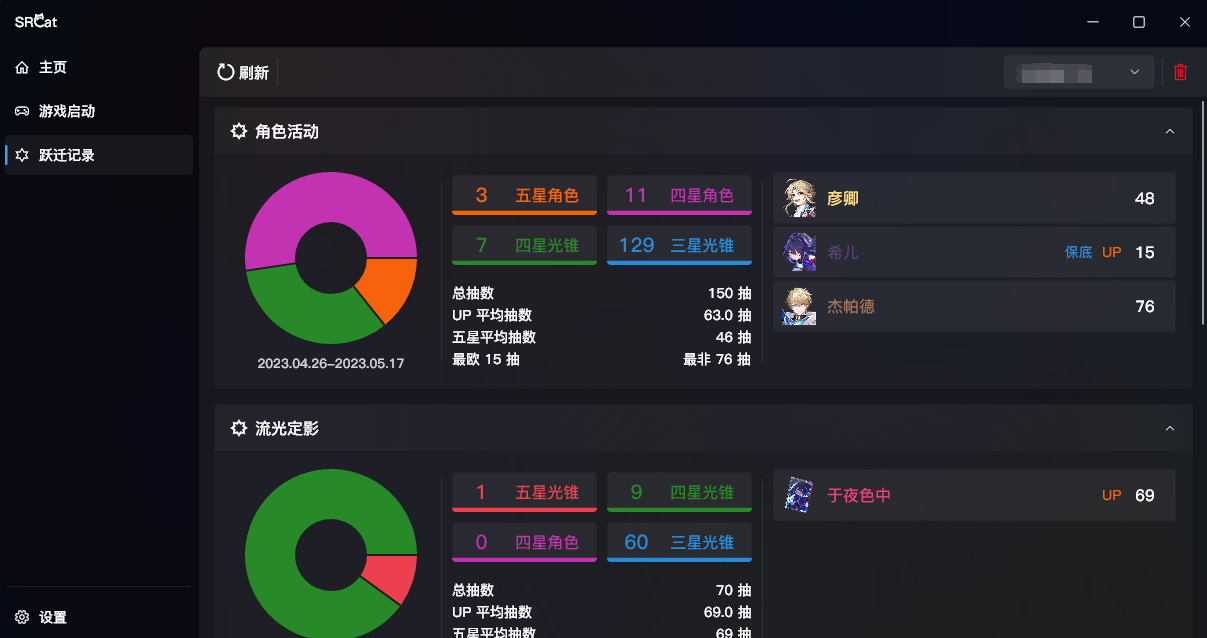 SRCat
主页
游戏启动
跃迁记录
设置
刷新
角色活动
2023.04.26-2023.05.17
3 五星角色
11 四星角色
7 四星光锥
129 三星光锥
总抽数 150 抽
UP 平均抽数 63.0 抽
五星平均抽数 46 抽
最欧 15 抽 最非 76 抽
彦卿 48
希儿 保底 UP 15
杰帕德 76
流光定影
1 五星光锥
9 四星光锥
0 四星角色
60 三星光锥
总抽数 70 抽
UP 平均抽数 69.0 抽
五星平均抽数 69 抽
于夜色中 UP 69